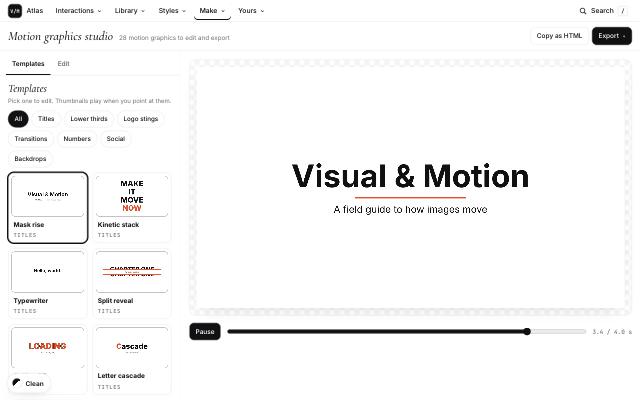 V/M Atlas Interactions Library Styles Make Yours Search /
Motion graphics studio 28 motion graphics to edit and export Copy as HTML Export
Templates Edit
Templates
Pick one to edit. Thumbnails play when you point at them.
All Titles Lower thirds Logo stings
Transitions Numbers Social
Backdrops
Visual & Motion
Mask rise
TITLES
MAKE
IT
MOVE
NOW
Kinetic stack
TITLES
Hello, world
Typewriter
TITLES
CHAPTER ONE
Split reveal
TITLES
LOADING
Cascade
Letter cascade
TITLES
Clean
Visual & Motion
A field guide to how images move
Pause 3.4 / 4.0 s